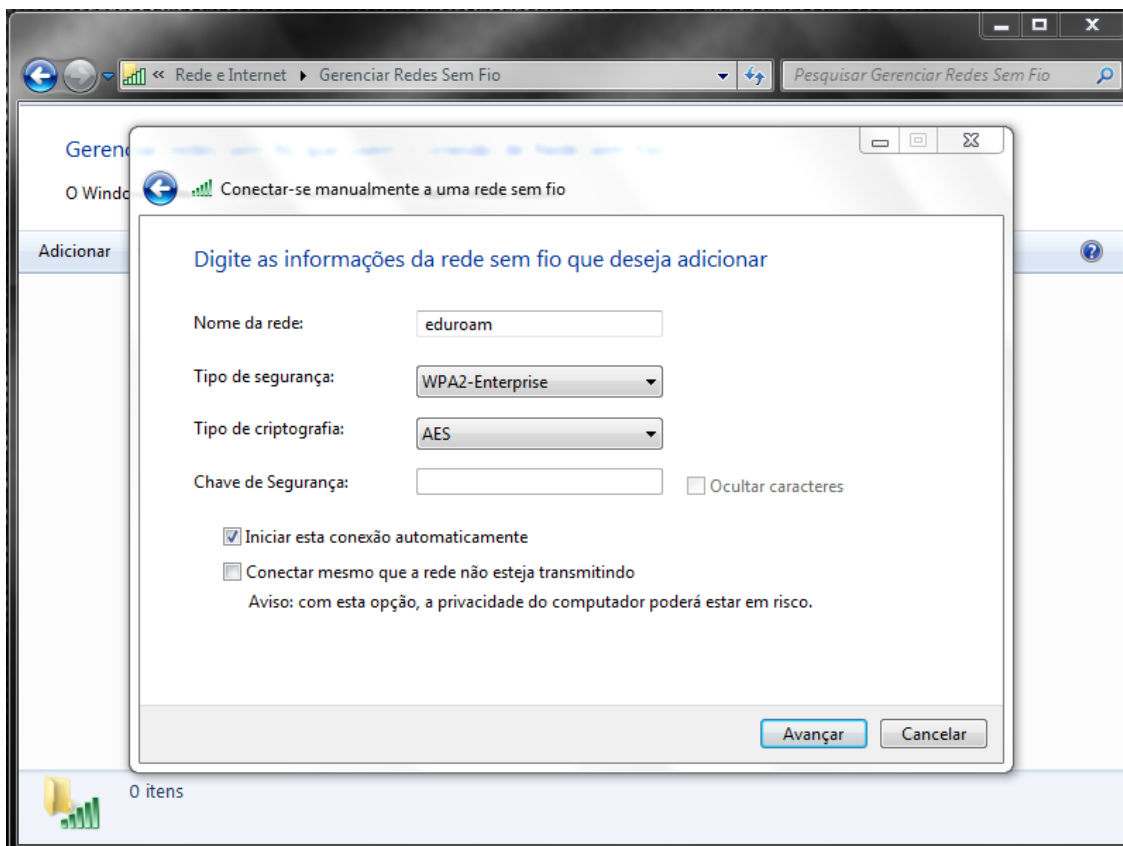 « Rede e Internet ▸ Gerenciar Redes Sem Fio
Pesquisar Gerenciar Redes Sem Fio
Geren
O Windo
Conectar-se manualmente a uma rede sem fio
Adicionar
Digite as informações da rede sem fio que deseja adicionar
Nome da rede: eduroam
Tipo de segurança: WPA2-Enterprise
Tipo de criptografia: AES
Chave de Segurança: Ocultar caracteres
Iniciar esta conexão automaticamente
Conectar mesmo que a rede não esteja transmitindo
Aviso: com esta opção, a privacidade do computador poderá estar em risco.
Avançar Cancelar
0 itens